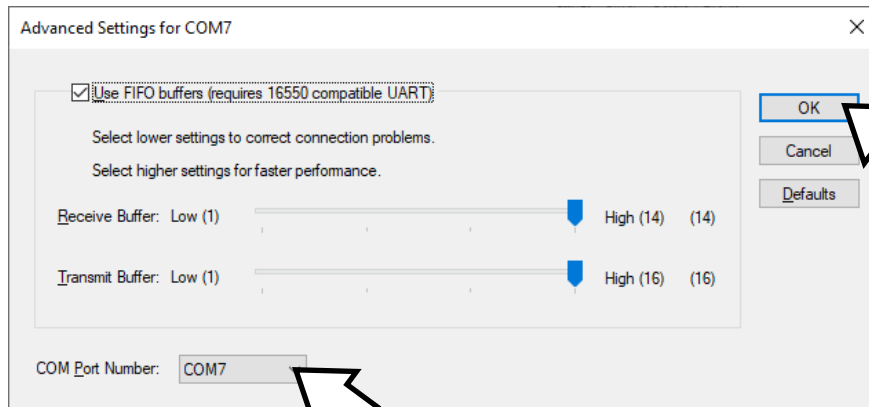 Advanced Settings for COM7
Use FIFO buffers (requires 16550 compatible UART)
OK
Select lower settings to correct connection problems.
Cancel
Select higher settings for faster performance.
Defaults
Receive Buffer: Low (1) High (14) (14)
Transmit Buffer: Low (1) High (16) (16)
COM Port Number: COM7